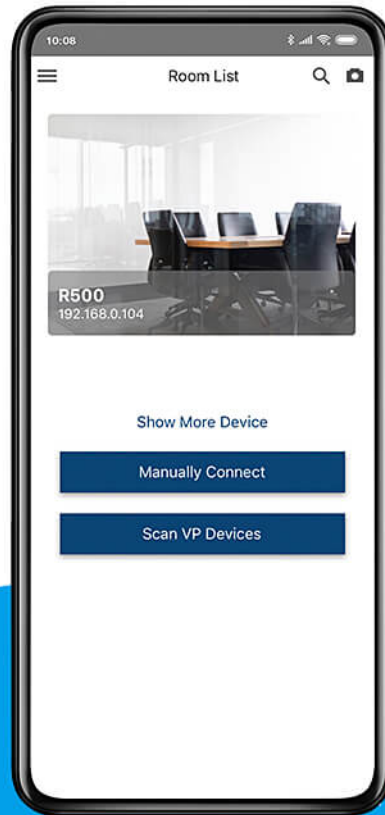 10:08
Room List
R500
192.168.0.104
Show More Device
Manually Connect
Scan VP Devices